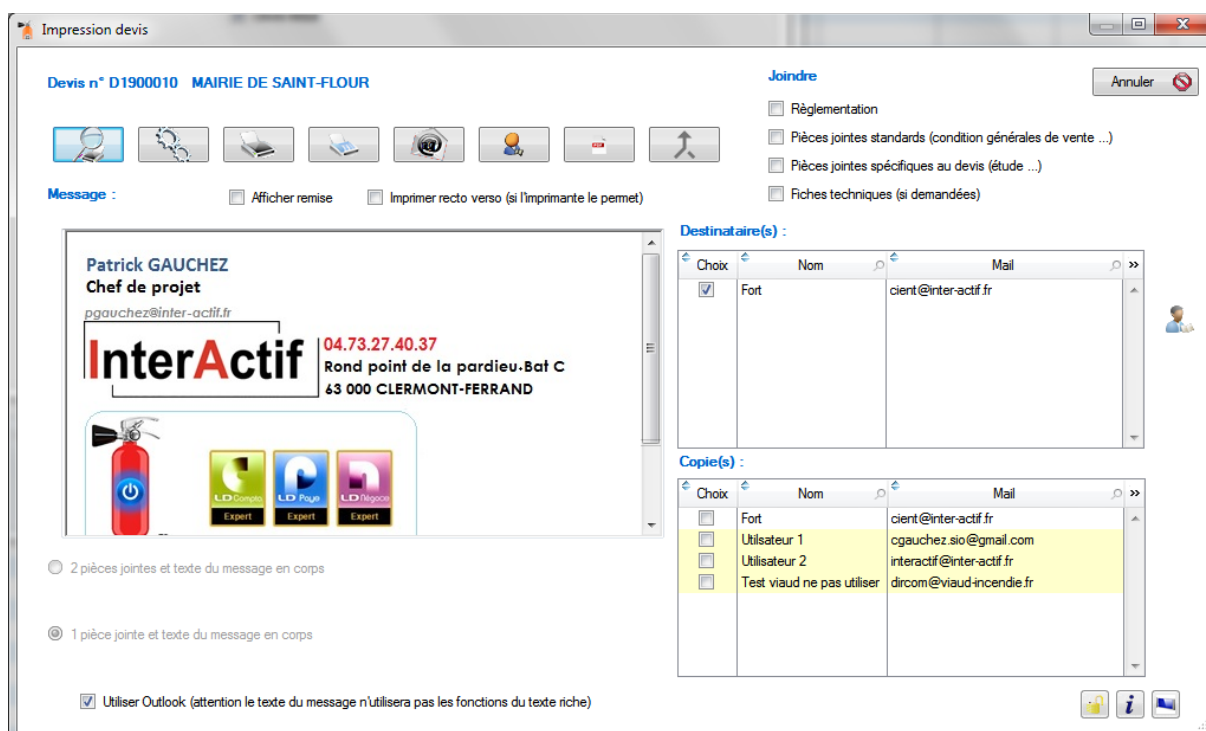 Impression devis
Devis n° D1900010 MAIRIE DE SAINT-FLOUR
Joindre
Annuler
Règlementation
Pièces jointes standards (condition générales de vente ...)
Pièces jointes spécifiques au devis (étude ...)
Fiches techniques (si demandées)
Message :
Afficher remise
Imprimer recto verso (si l'imprimante le permet)
Destinataire(s) :
Choix Nom Mail
Fort cient@inter-actif.fr
Patrick GAUCHEZ
Chef de projet
pgauchez@inter-actif.fr
InterActif
04.73.27.40.37
Rond point de la pardieu.Bat C
63 000 CLERMONT-FERRAND
LD Compta
Expert
LD Paye
Expert
LD Négoce
Expert
Copie(s) :
Choix Nom Mail
Fort cient@inter-actif.fr
Utilsateur 1 cgauchez.sio@gmail.com
Utilisateur 2 interactif@inter-actif.fr
Test viaud ne pas utiliser dircom@viaud-incendie.fr
2 pièces jointes et texte du message en corps
1 pièce jointe et texte du message en corps
Utiliser Outlook (attention le texte du message n'utilisera pas les fonctions du texte riche)